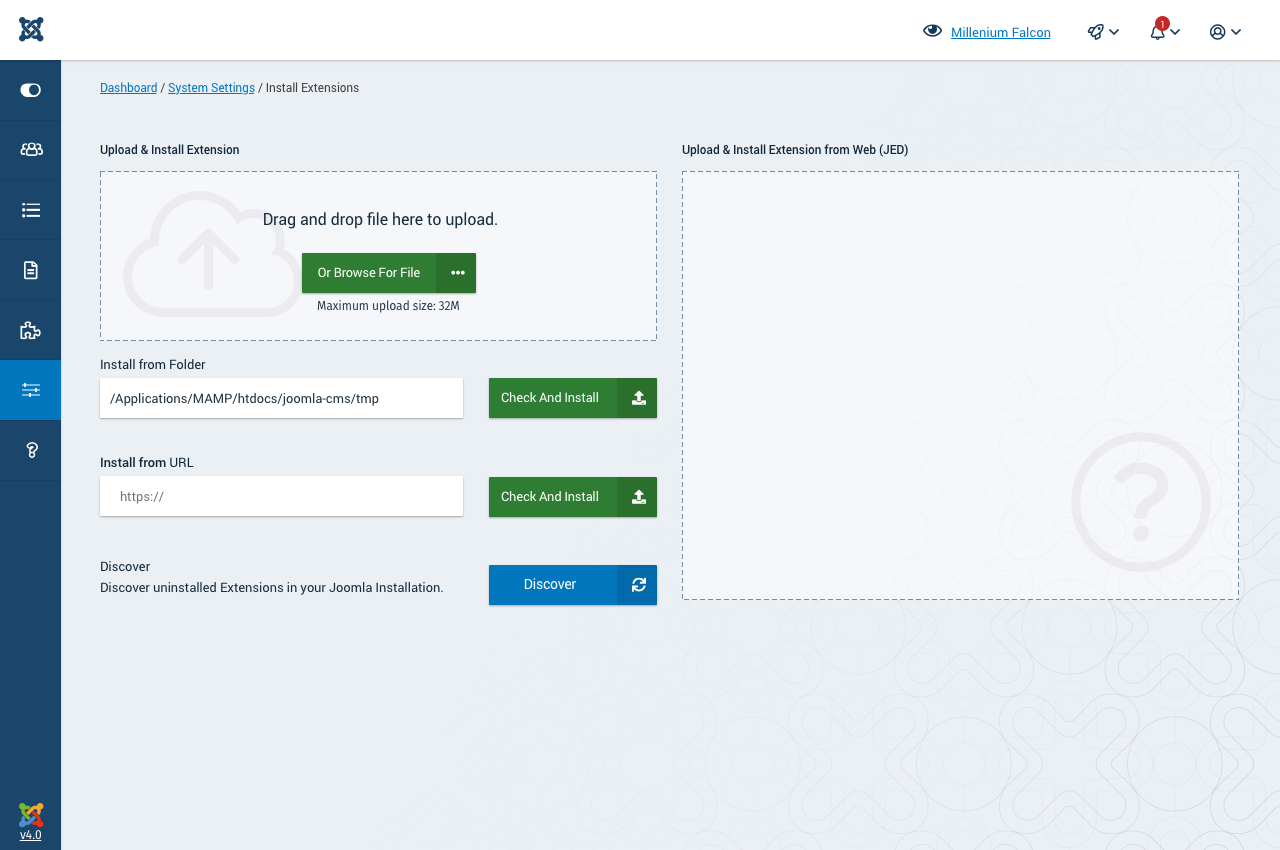 Millenium Falcon
1
Dashboard / System Settings / Install Extensions
Upload & Install Extension
Drag and drop file here to upload.
Or Browse For File
Maximum upload size: 32M
Install from Folder
/Applications/MAMP/htdocs/joomla-cms/tmp
Check And Install
Install from URL
https://
Check And Install
Discover
Discover uninstalled Extensions in your Joomla Installation.
Discover
Upload & Install Extension from Web (JED)
v4.0